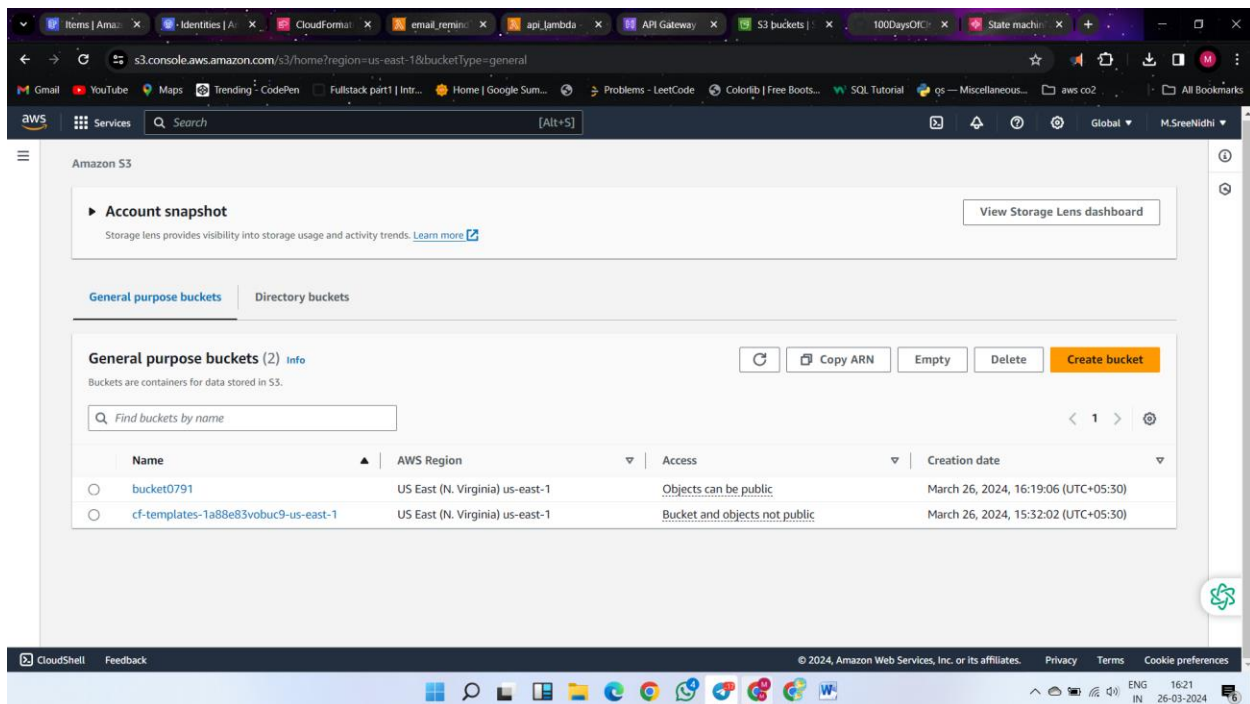 Items | Amaz
Identities | A
CloudFormat
email_remind
api_lambda -
API Gateway
S3 buckets |
100DaysOfC
State machin
s3.console.aws.amazon.com/s3/home?region=us-east-1&bucketType=general
M
Gmail YouTube Maps Trending - CodePen Fullstack part1 | Intr... Home | Google Sum... Problems - LeetCode Colorlib | Free Boots... SQL Tutorial qs — Miscellaneous... aws co2 All Bookmarks
aws Services Search [Alt+S] Global M.SreeNidhi
Amazon S3
Account snapshot
View Storage Lens dashboard
Storage lens provides visibility into storage usage and activity trends. Learn more
General purpose buckets Directory buckets
General purpose buckets (2) Info
Copy ARN Empty Delete Create bucket
Buckets are containers for data stored in S3.
Find buckets by name
1
Name AWS Region Access Creation date
bucket0791 US East (N. Virginia) us-east-1 Objects can be public March 26, 2024, 16:19:06 (UTC+05:30)
cf-templates-1a88e83vobuc9-us-east-1 US East (N. Virginia) us-east-1 Bucket and objects not public March 26, 2024, 15:32:02 (UTC+05:30)
CloudShell Feedback © 2024, Amazon Web Services, Inc. or its affiliates. Privacy Terms Cookie preferences
ENG 16:21
IN 26-03-2024 6